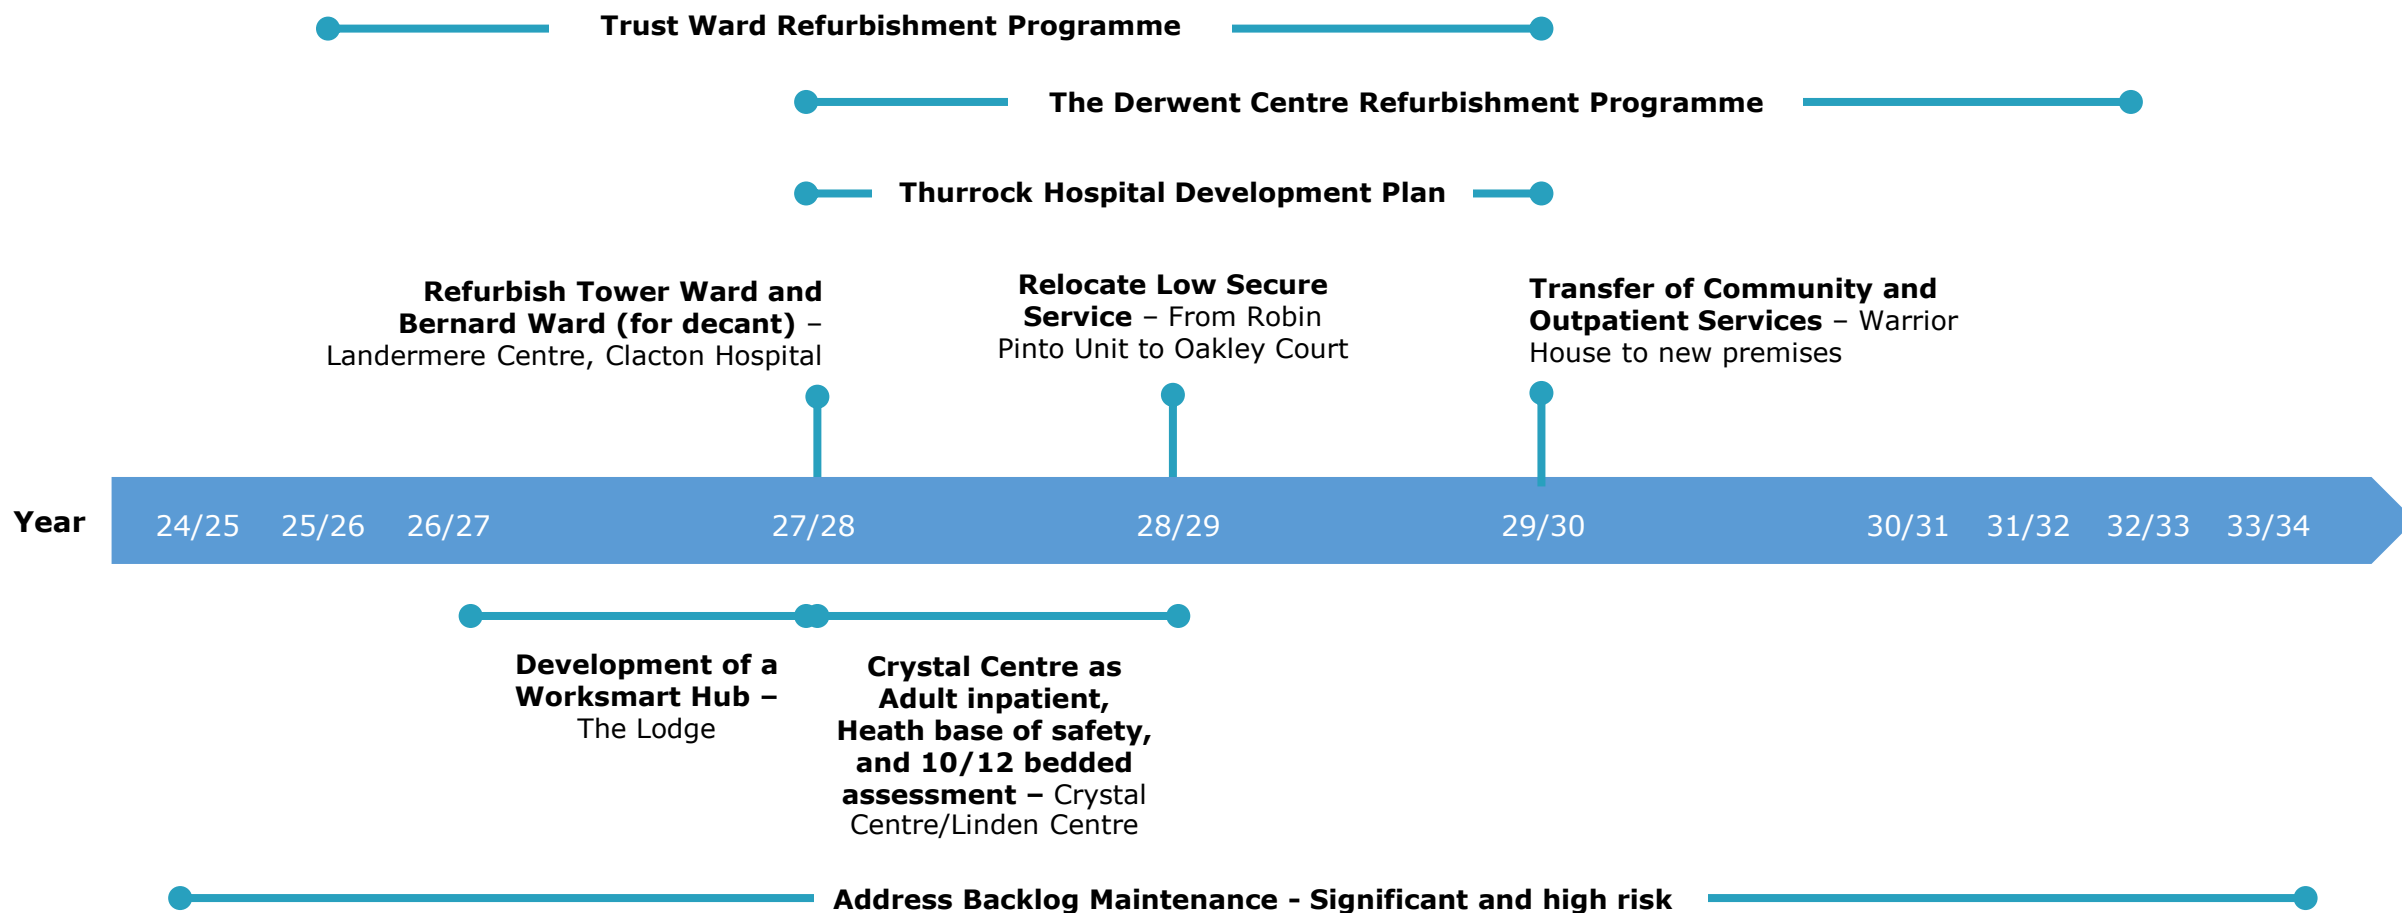 Trust Ward Refurbishment Programme
The Derwent Centre Refurbishment Programme
Thurrock Hospital Development Plan
Refurbish Tower Ward and
Bernard Ward (for decant) –
Landermere Centre, Clacton Hospital
Relocate Low Secure
Service – From Robin
Pinto Unit to Oakley Court
Transfer of Community and
Outpatient Services – Warrior
House to new premises
Year 24/25 25/26 26/27 27/28 28/29 29/30 30/31 31/32 32/33 33/34
Development of a
Worksmart Hub –
The Lodge
Crystal Centre as
Adult inpatient,
Heath base of safety,
and 10/12 bedded
assessment – Crystal
Centre/Linden Centre
Address Backlog Maintenance - Significant and high risk